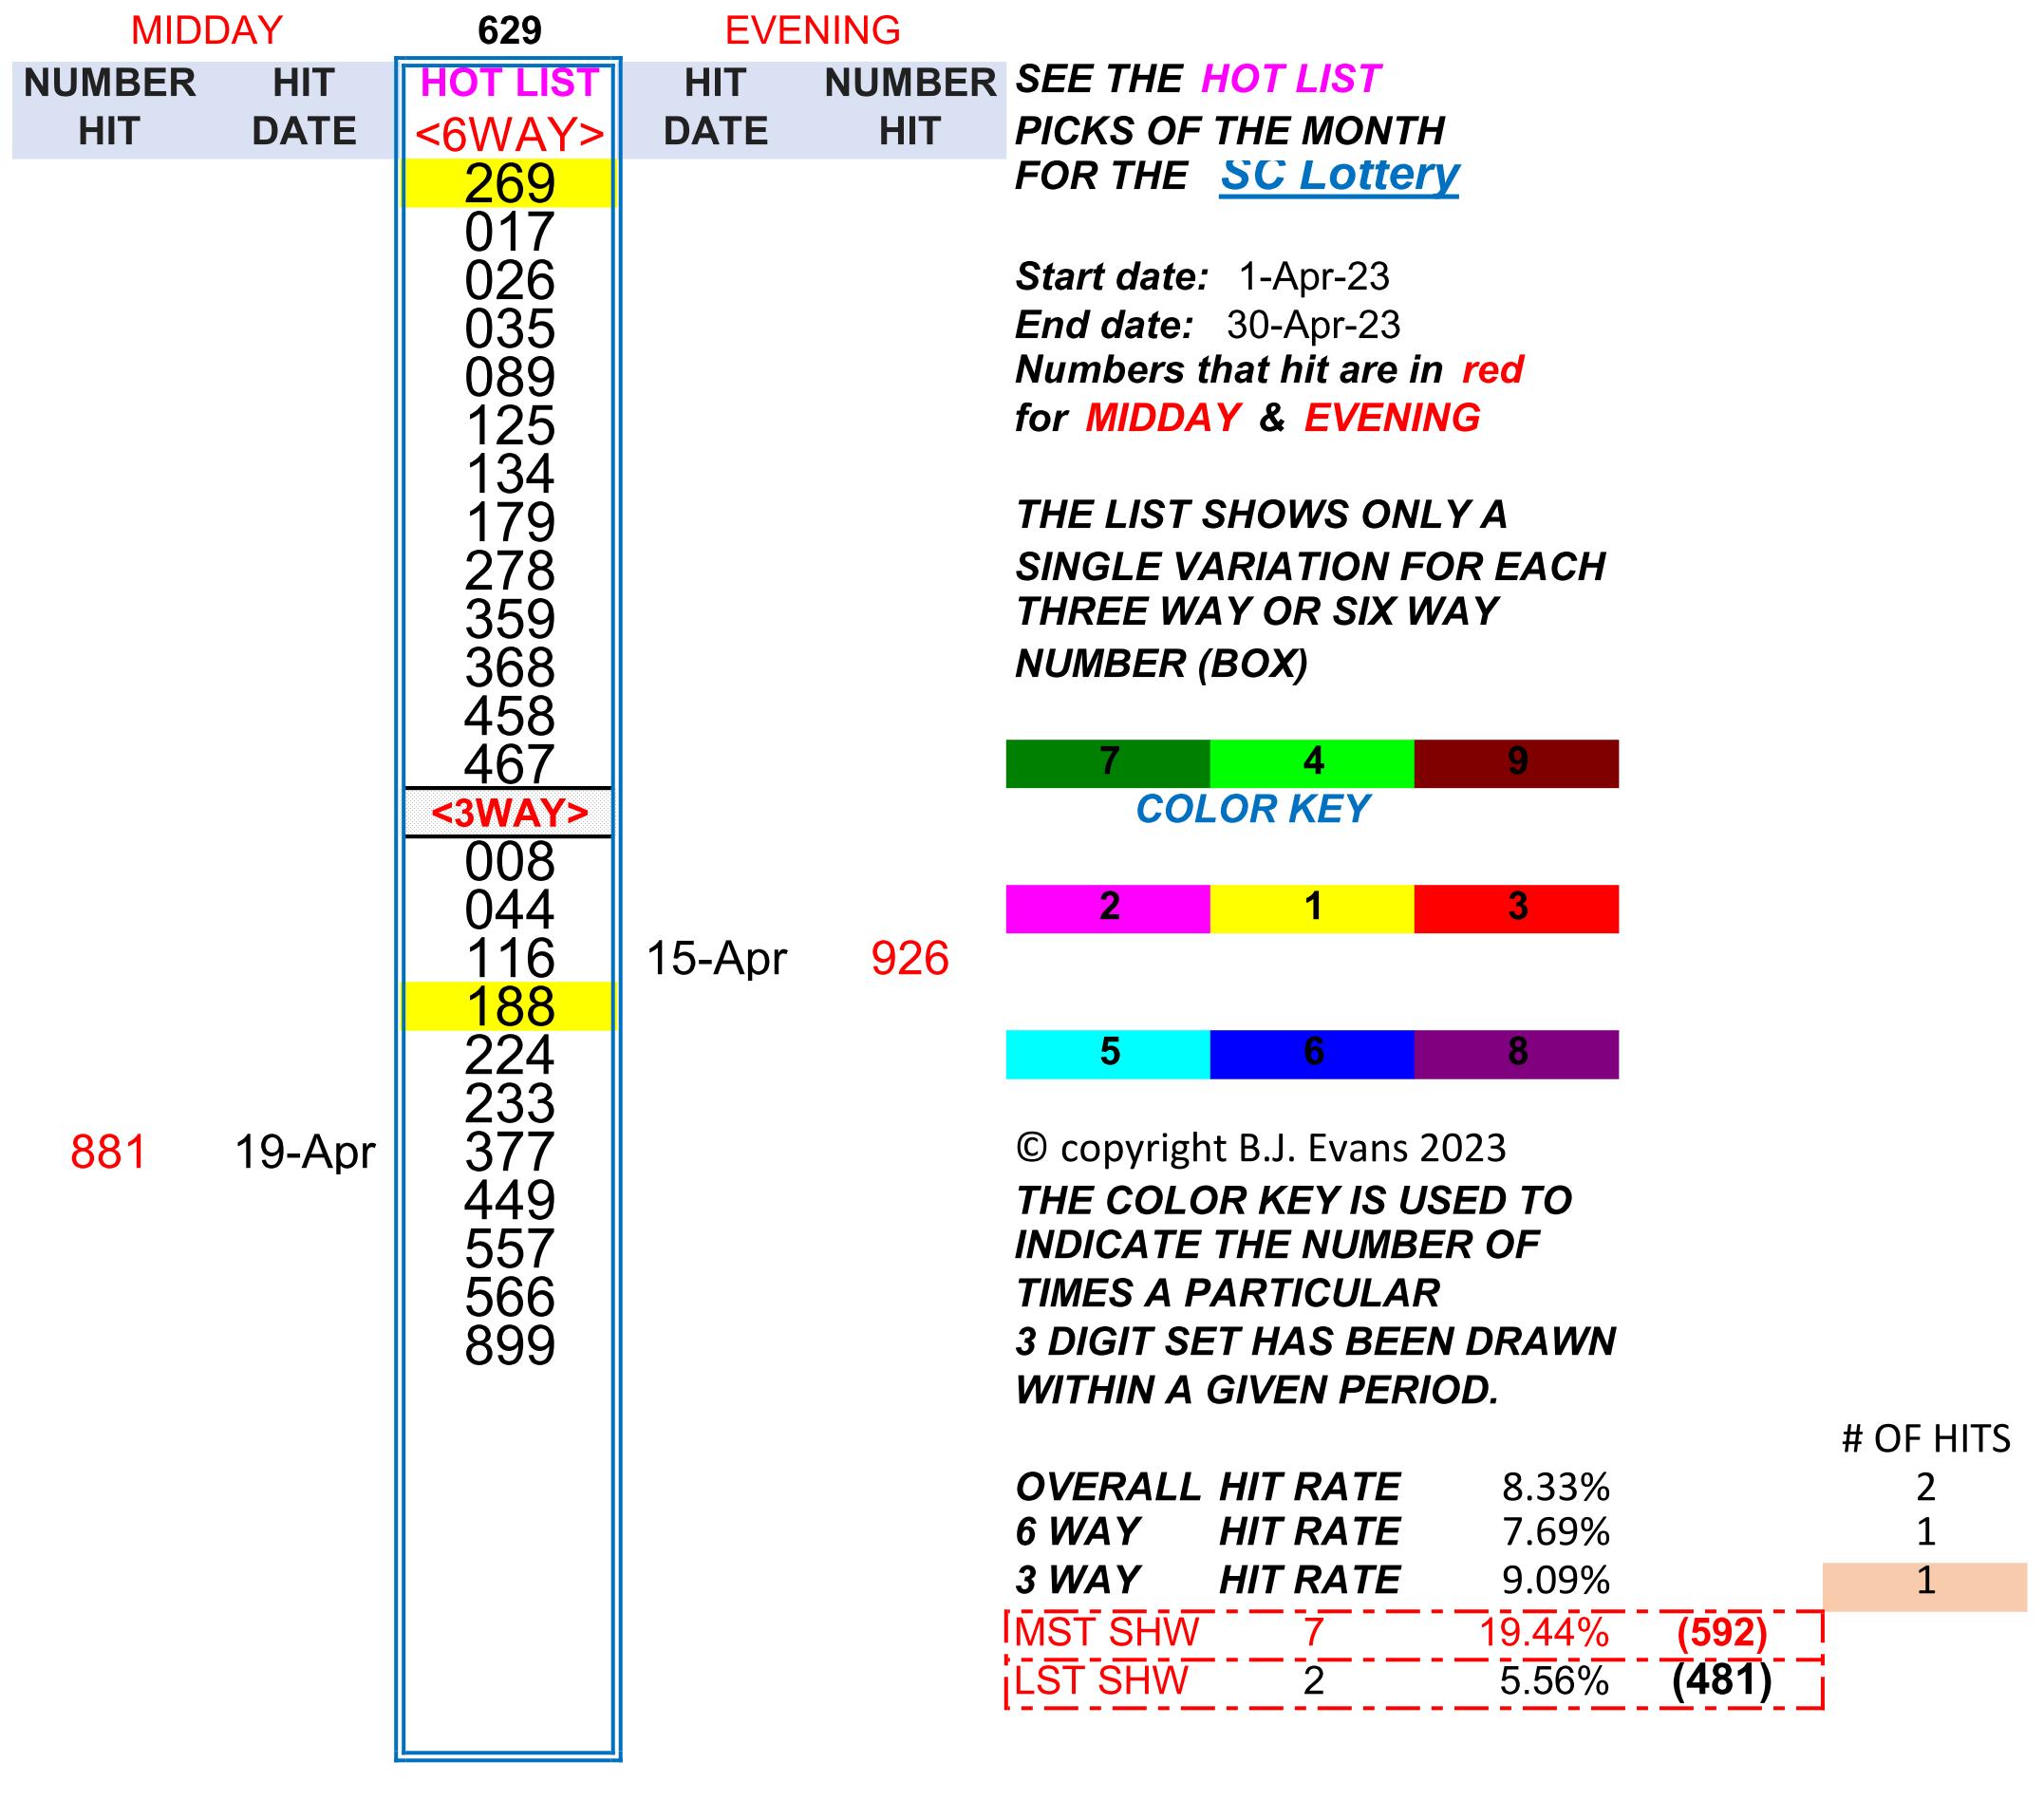 MIDDAY 629 EVENING
NUMBER HIT HOT LIST HIT NUMBER SEE THE HOT LIST
HIT DATE <6WAY> DATE HIT PICKS OF THE MONTH
269 FOR THE SC Lottery
017
026 Start date: 1-Apr-23
035 End date: 30-Apr-23
089 Numbers that hit are in red
125 for MIDDAY & EVENING
134
179 THE LIST SHOWS ONLY A
278 SINGLE VARIATION FOR EACH
359 THREE WAY OR SIX WAY
368 NUMBER (BOX)
458
467 7 4 9
<3WAY> COLOR KEY
008
044 2 1 3
116 15-Apr 926
188
224 5 6 8
233
881 19-Apr 377 © copyright B.J. Evans 2023
449 THE COLOR KEY IS USED TO
557 INDICATE THE NUMBER OF
566 TIMES A PARTICULAR
899 3 DIGIT SET HAS BEEN DRAWN
WITHIN A GIVEN PERIOD.
# OF HITS
OVERALL HIT RATE 8.33% 2
6 WAY HIT RATE 7.69% 1
3 WAY HIT RATE 9.09% 1
MST SHW 7 19.44% (592)
LST SHW 2 5.56% (481)